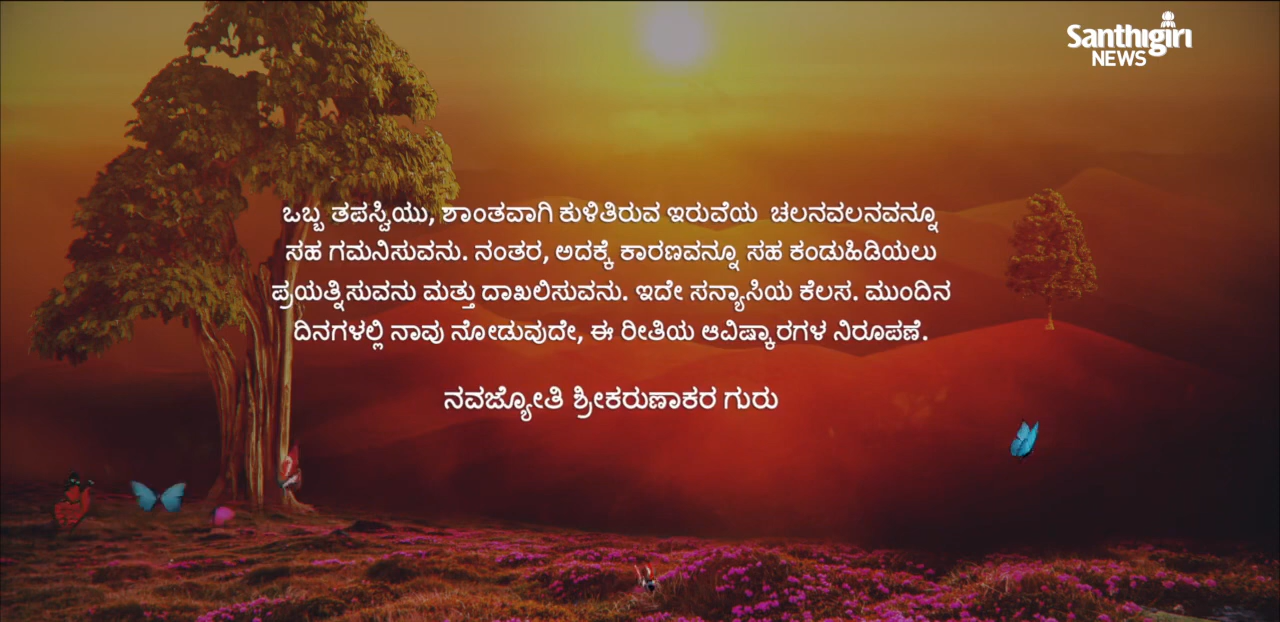 Santhigiri
NEWS
ಒಬ್ಬ ತಪಸ್ವಿಯು, ಶಾಂತವಾಗಿ ಕುಳಿತಿರುವ ಇರುವೆಯ ಚಲನವಲನವನ್ನೂ
ಸಹ ಗಮನಿಸುವನು. ನಂತರ, ಅದಕ್ಕೆ ಕಾರಣವನ್ನೂ ಸಹ ಕಂಡುಹಿಡಿಯಲು
ಪ್ರಯತ್ನಿಸುವನು ಮತ್ತು ದಾಖಲಿಸುವನು. ಇದೇ ಸನ್ಯಾಸಿಯ ಕೆಲಸ. ಮುಂದಿನ
ದಿನಗಳಲ್ಲಿ ನಾವು ನೋಡುವುದೇ, ಈ ರೀತಿಯ ಆವಿಷ್ಕಾರಗಳ ನಿರೂಪಣೆ.
ನವಜ್ಯೋತಿ ಶ್ರೀಕರುಣಾಕರ ಗುರು